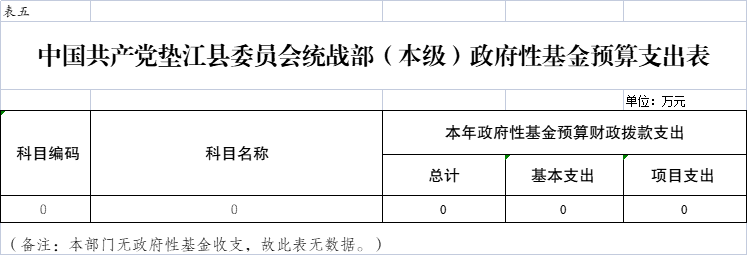 表五
中国共产党垫江县委员会统战部（本级）政府性基金预算支出表
单位：万元
科目编码 科目名称 本年政府性基金预算财政拨款支出
总计 基本支出 项目支出
0 0 0 0 0
（备注：本部门无政府性基金收支，故此表无数据。）